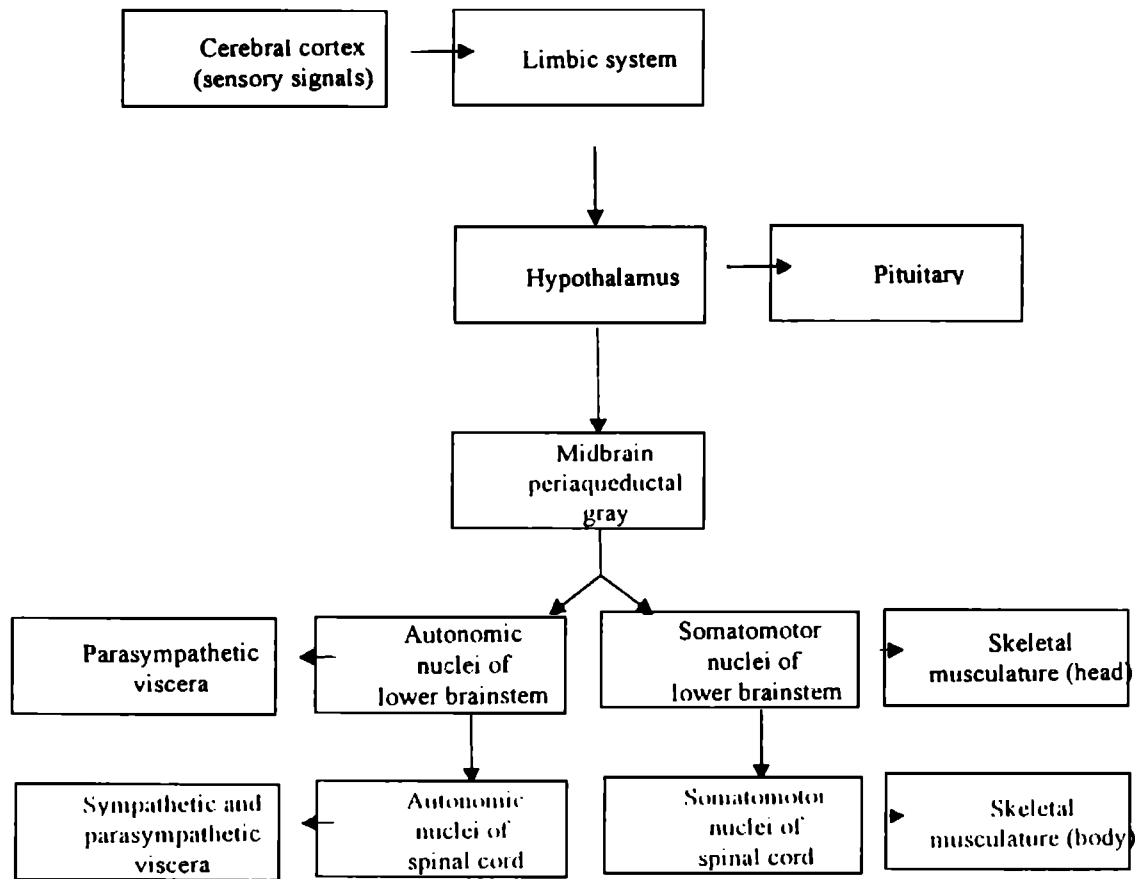 Cerebral cortex
(sensory signals)
Limbic system
Hypothalamus
Pituitary
Midbrain
periaqueductal
gray
Parasympathetic
viscera
Autonomic
nuclei of
lower brainstem
Somatomotor
nuclei of
lower brainstem
Skeletal
musculature (head)
Sympathetic and
parasympathetic
viscera
Autonomic
nuclei of
spinal cord
Somatomotor
nuclei of
spinal cord
Skeletal
musculature (body)